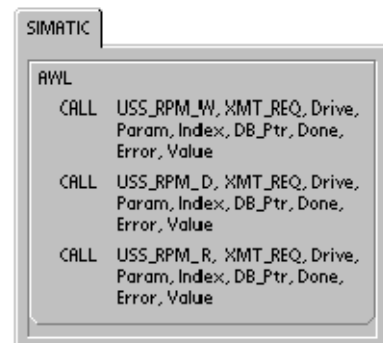 SIMATIC
AWL
CALL USS_RPM_W, XMT_REQ, Drive,
Param, Index, DB_Ptr, Done,
Error, Value
CALL USS_RPM_D, XMT_REQ, Drive,
Param, Index, DB_Ptr, Done,
Error, Value
CALL USS_RPM_R, XMT_REQ, Drive,
Param, Index, DB_Ptr, Done,
Error, Value